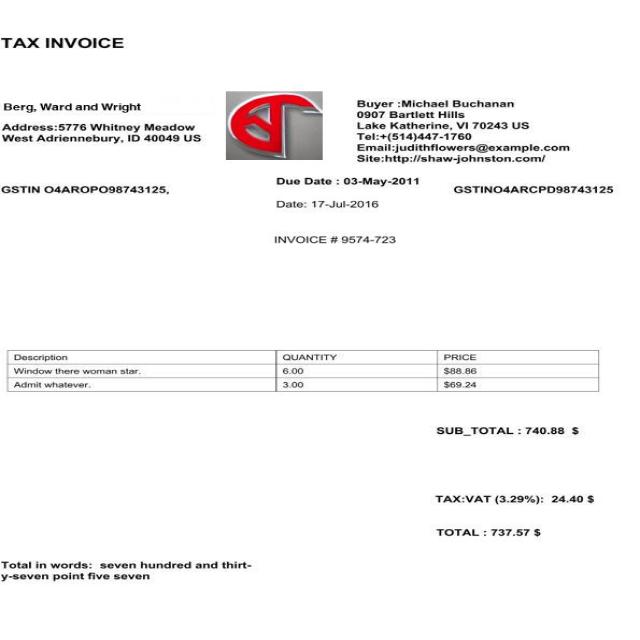 TAX INVOICE
Berg, Ward and Wright
Address:5776 Whitney Meadow
West Adriennebury, ID 40049 US
Buyer :Michael Buchanan
0907 Bartlett Hills
Lake Katherine, VI 70243 US
Tel:+(514)447-1760
Email:judithflowers@example.com
Site:http://shaw-johnston.com/
GSTIN O4AROPO98743125,
Due Date : 03-May-2011
GSTINO4ARCPD98743125
Date: 17-Jul-2016
INVOICE # 9574-723
Description QUANTITY PRICE
Window there woman star. 6.00 $88.86
Admit whatever. 3.00 $69.24
SUB_TOTAL : 740.88 $
TAX:VAT (3.29%): 24.40 $
TOTAL : 737.57 $
Total in words: seven hundred and thirt-
y-seven point five seven